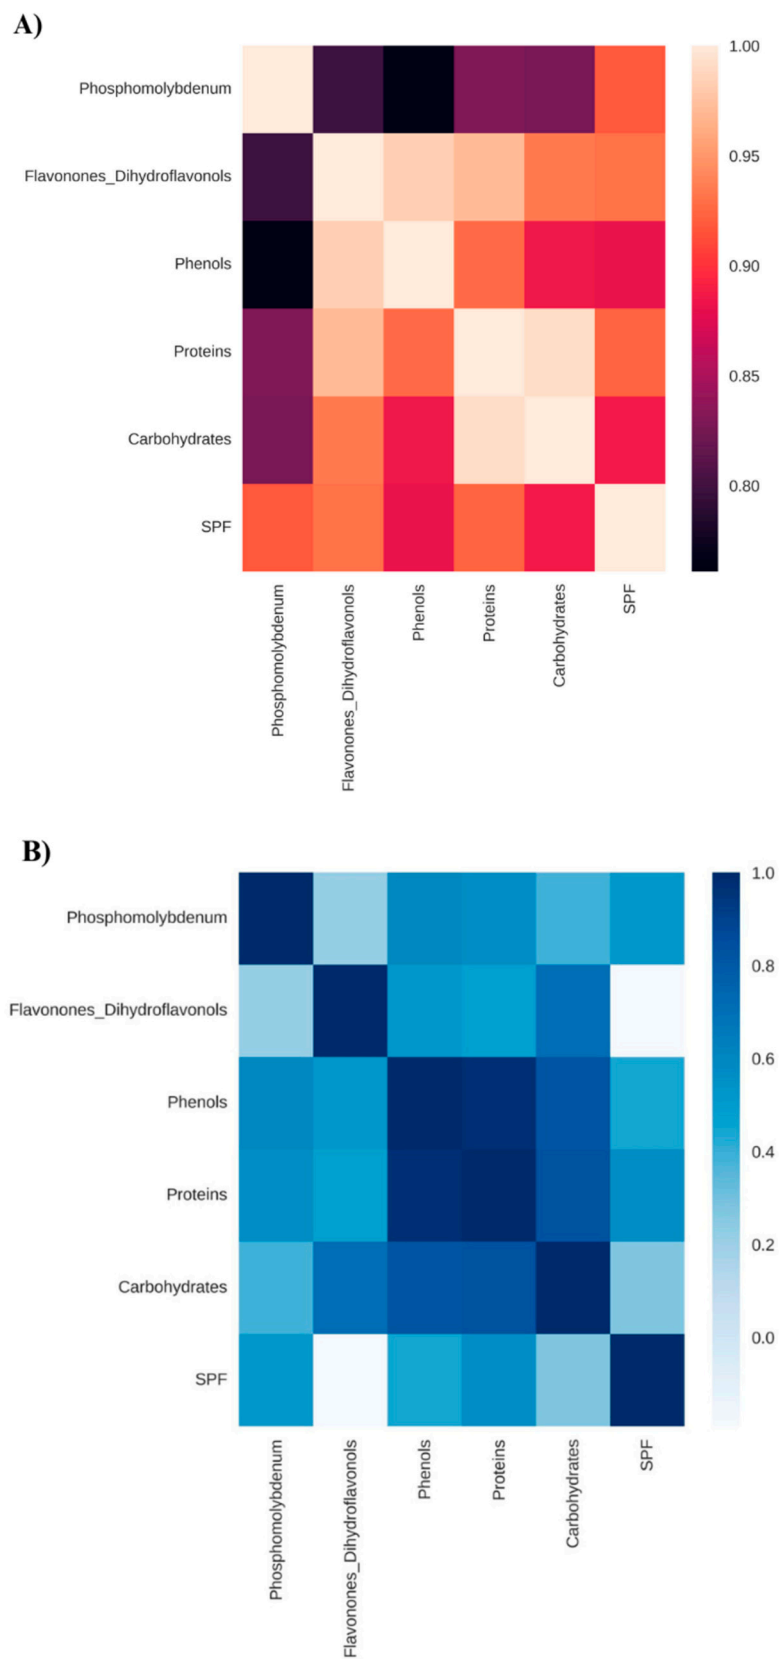 A)
Phosphomolybdenum
Flavonones_Dihydroflavonols
Phenols
Proteins
Carbohydrates
SPF
1.00
0.95
0.90
0.85
0.80
Phosphomolybdenum
Flavonones_Dihydroflavonols
Phenols
Proteins
Carbohydrates
SPF
B)
Phosphomolybdenum
Flavonones_Dihydroflavonols
Phenols
Proteins
Carbohydrates
SPF
1.0
0.8
0.6
0.4
0.2
0.0
Phosphomolybdenum
Flavonones_Dihydroflavonols
Phenols
Proteins
Carbohydrates
SPF